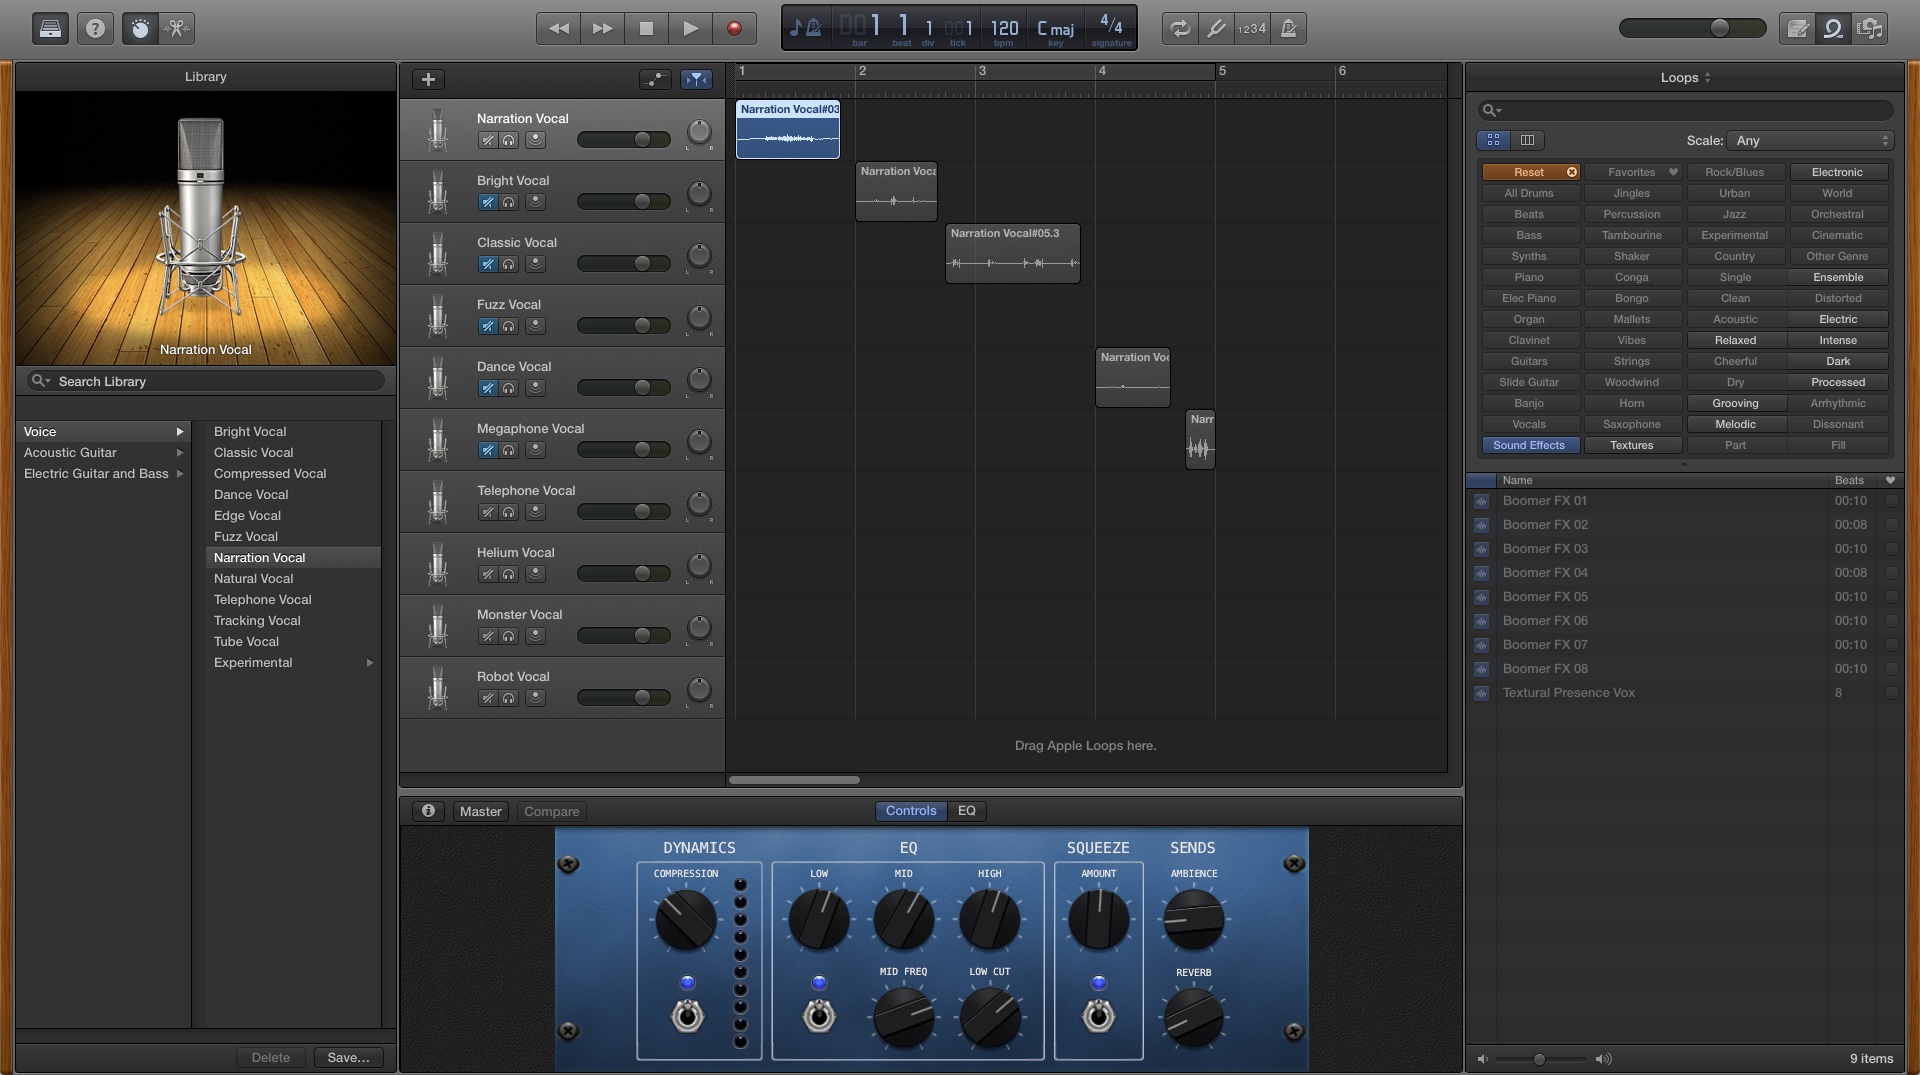 1 1 1 1 120 C maj 4/4
bar beat div tick bpm key signature
1234
Library
Narration Vocal
Search Library
Voice
Acoustic Guitar
Electric Guitar and Bass
Bright Vocal
Classic Vocal
Compressed Vocal
Dance Vocal
Edge Vocal
Fuzz Vocal
Narration Vocal
Natural Vocal
Telephone Vocal
Tracking Vocal
Tube Vocal
Experimental
Delete Save...
1 2 3 4 5 6
Narration Vocal
L R
Bright Vocal
L R
Classic Vocal
L R
Fuzz Vocal
L R
Dance Vocal
L R
Megaphone Vocal
L R
Telephone Vocal
L R
Helium Vocal
L R
Monster Vocal
L R
Robot Vocal
L R
Narration Vocal#03
Narration Voca
Narration Vocal#05.3
Narration Voc
Narr
Drag Apple Loops here.
Master Compare Controls EQ
DYNAMICS EQ SQUEEZE SENDS
COMPRESSION LOW MID HIGH AMOUNT AMBIENCE
MID FREQ LOW CUT REVERB
Loops
Scale: Any
Reset Favorites Rock/Blues Electronic
All Drums Jingles Urban World
Beats Percussion Jazz Orchestral
Bass Tambourine Experimental Cinematic
Synths Shaker Country Other Genre
Piano Conga Single Ensemble
Elec Piano Bongo Clean Distorted
Organ Mallets Acoustic Electric
Clavinet Vibes Relaxed Intense
Guitars Strings Cheerful Dark
Slide Guitar Woodwind Dry Processed
Banjo Horn Grooving Arrhythmic
Vocals Saxophone Melodic Dissonant
Sound Effects Textures Part Fill
Name Beats
Boomer FX 01 00:10
Boomer FX 02 00:08
Boomer FX 03 00:10
Boomer FX 04 00:08
Boomer FX 05 00:10
Boomer FX 06 00:10
Boomer FX 07 00:10
Boomer FX 08 00:10
Textural Presence Vox 8
9 items